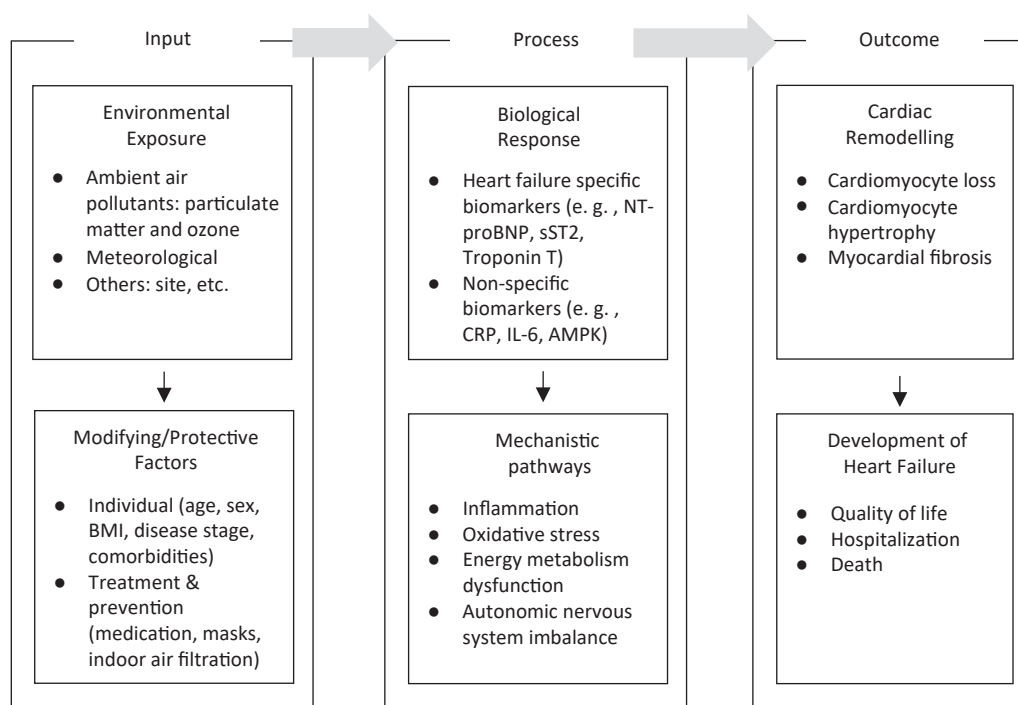 Input
Process
Outcome
Environmental
Exposure
● Ambient air
pollutants: particulate
matter and ozone
● Meteorological
● Others: site, etc.
Modifying/Protective
Factors
● Individual (age, sex,
BMI, disease stage,
comorbidities)
● Treatment &
prevention
(medication, masks,
indoor air filtration)
Biological
Response
● Heart failure specific
biomarkers (e. g. , NT-
proBNP, sST2,
Troponin T)
● Non-specific
biomarkers (e. g. ,
CRP, IL-6, AMPK)
Mechanistic
pathways
● Inflammation
● Oxidative stress
● Energy metabolism
dysfunction
● Autonomic nervous
system imbalance
Cardiac
Remodelling
● Cardiomyocyte loss
● Cardiomyocyte
hypertrophy
● Myocardial fibrosis
Development of
Heart Failure
● Quality of life
● Hospitalization
● Death